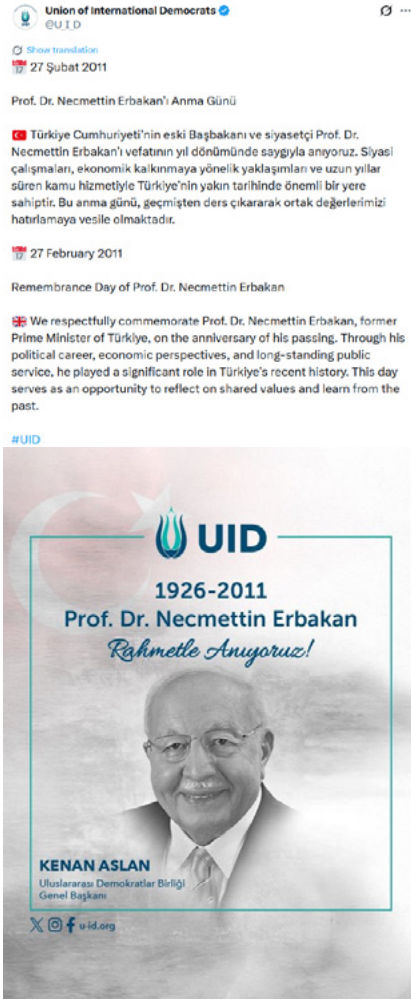 Union of International Democrats
@U_I_D
Show translation
27 Şubat 2011
Prof. Dr. Necmettin Erbakan'ı Anma Günü
Türkiye Cumhuriyeti'nin eski Başbakanı ve siyasetçi Prof. Dr.
Necmettin Erbakan'ı vefatının yıl dönümünde saygıyla anıyoruz. Siyasi
çalışmaları, ekonomik kalkınmaya yönelik yaklaşımları ve uzun yıllar
süren kamu hizmetiyle Türkiye'nin yakın tarihinde önemli bir yere
sahiptir. Bu anma günü, geçmişten ders çıkararak ortak değerlerimizi
hatırlamaya vesile olmaktadır.
27 February 2011
Remembrance Day of Prof. Dr. Necmettin Erbakan
We respectfully commemorate Prof. Dr. Necmettin Erbakan, former
Prime Minister of Türkiye, on the anniversary of his passing. Through his
political career, economic perspectives, and long-standing public
service, he played a significant role in Türkiye's recent history. This day
serves as an opportunity to reflect on shared values and learn from the
past.
#UID
UID
1926-2011
Prof. Dr. Necmettin Erbakan
Rahmetle Anıyoruz!
KENAN ASLAN
Uluslararası Demokratlar Birliği
Genel Başkanı
u-id.org